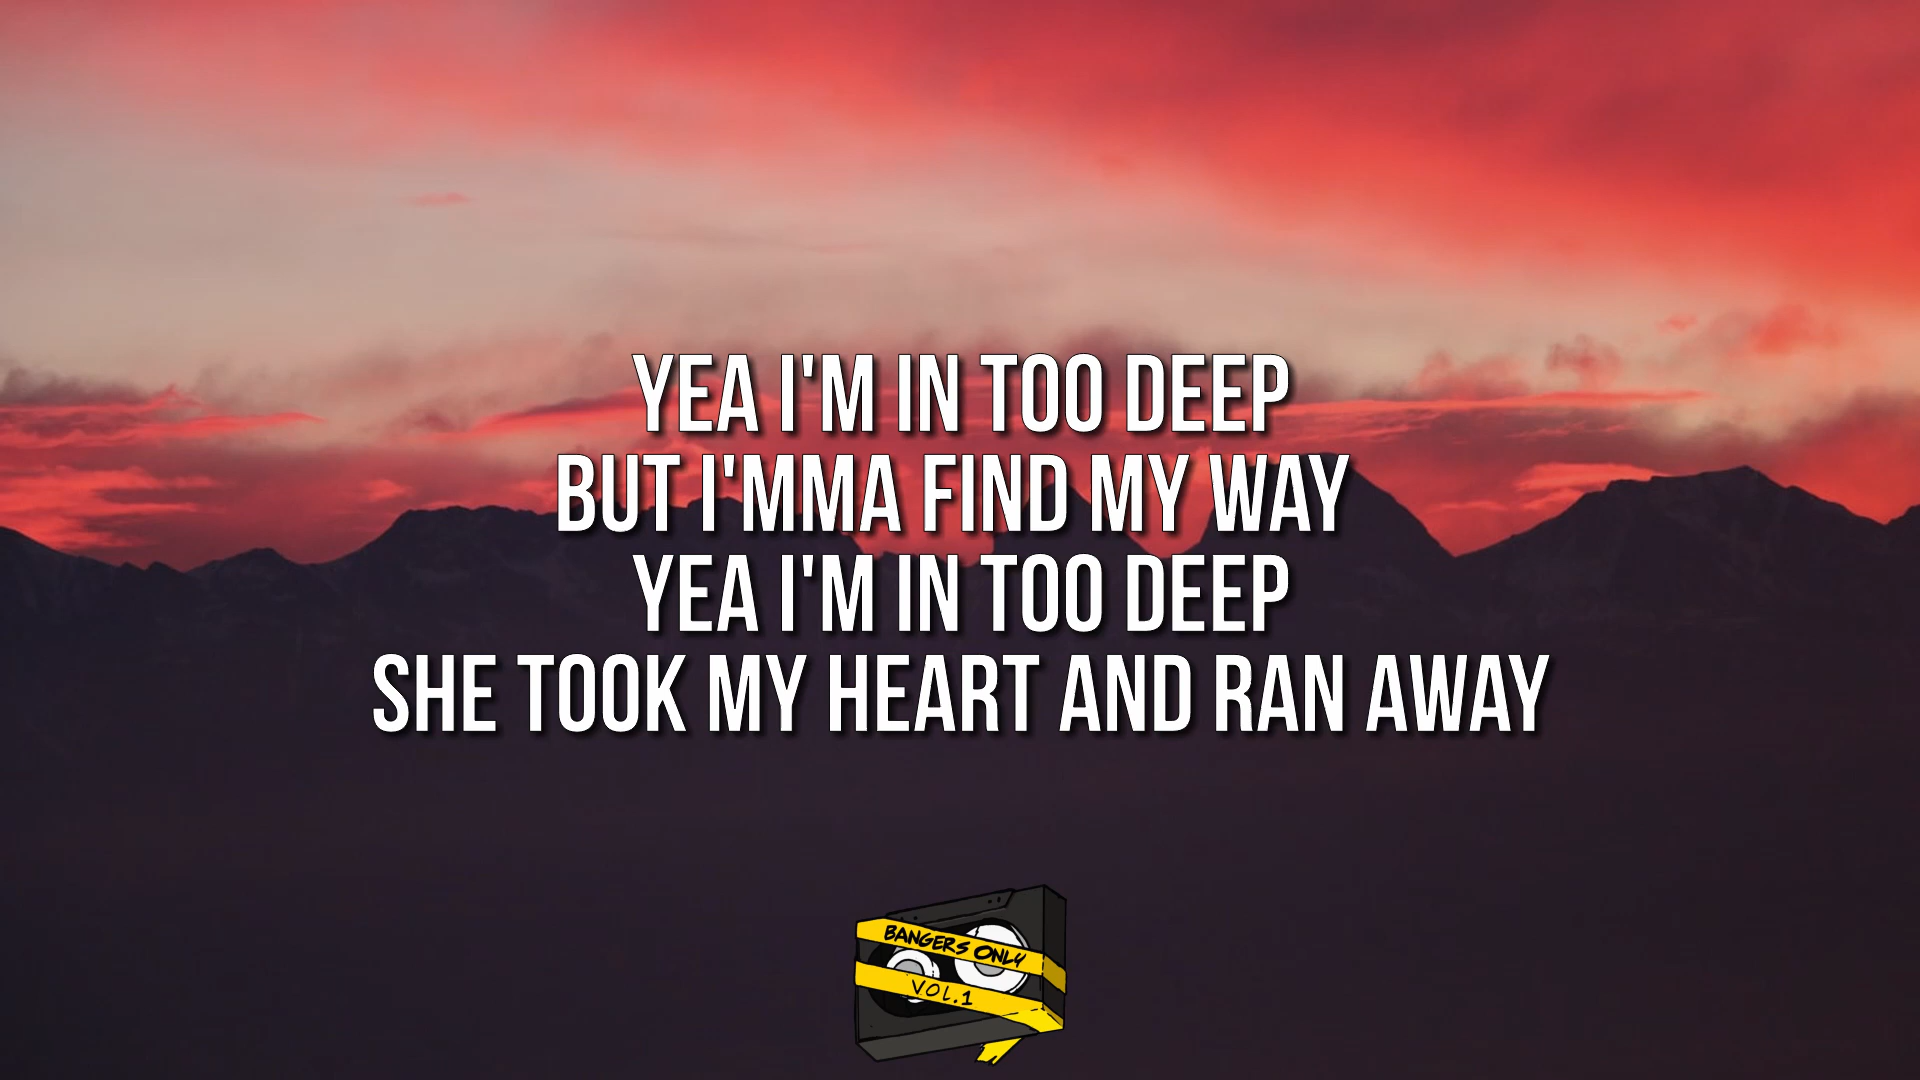 YEA I'M IN TOO DEEP
BUT I'MMA FIND MY WAY
YEA I'M IN TOO DEEP
SHE TOOK MY HEART AND RAN AWAY
BANGERS ONLY
VOL.1